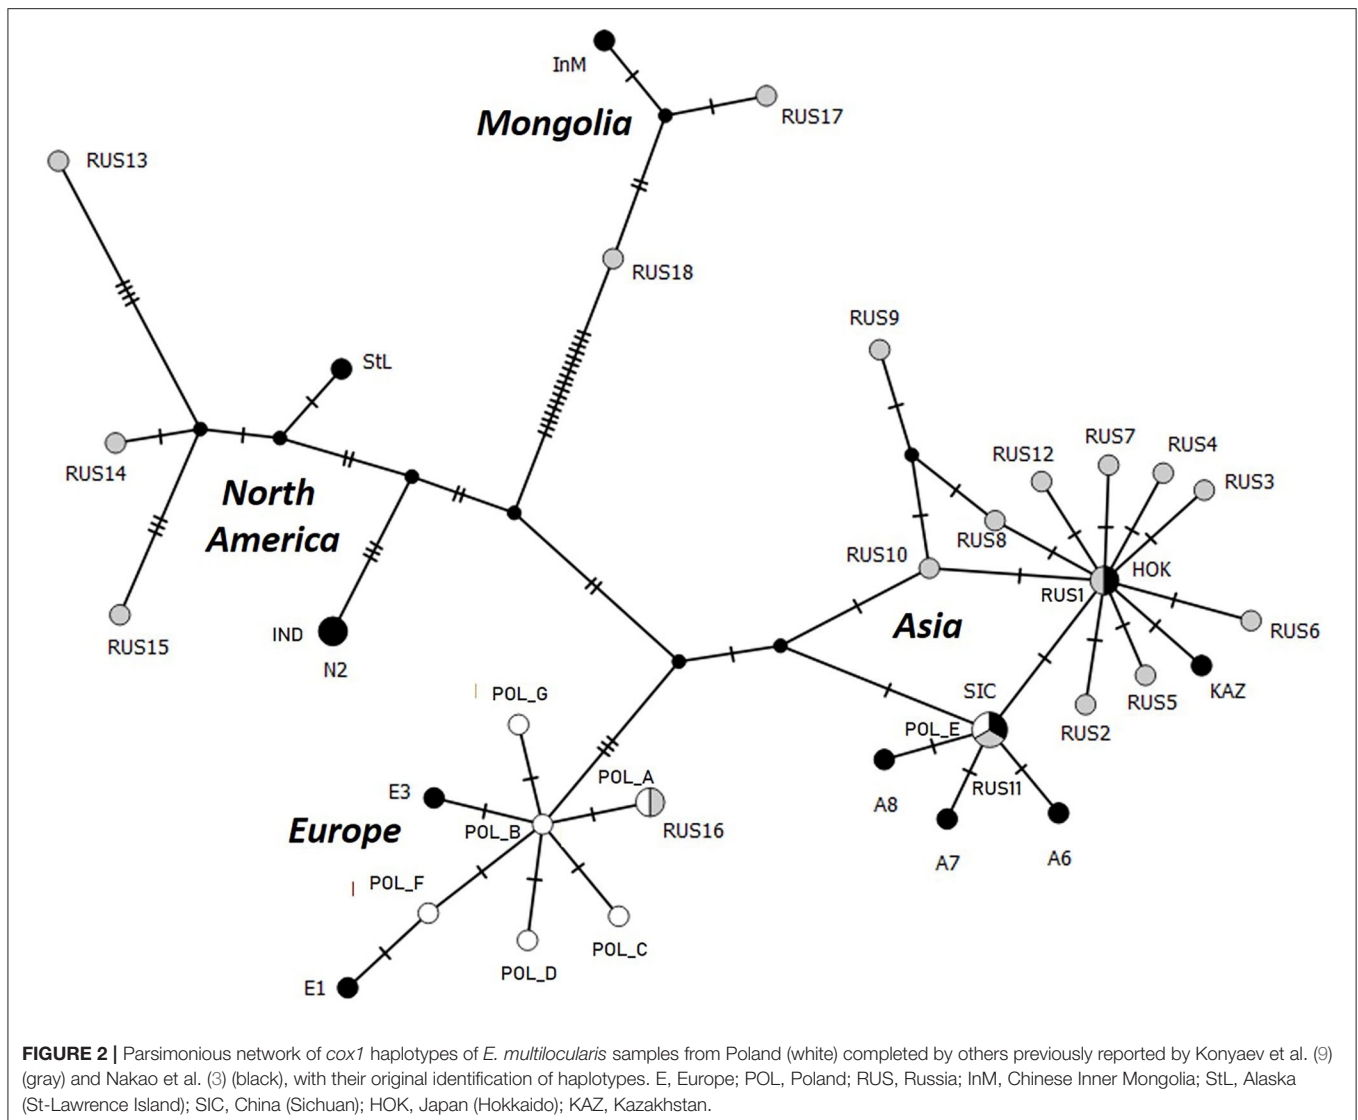 InM
Mongolia
RUS17
RUS13
RUS18
StL
RUS9
RUS14
North
America
RUS12
RUS7
RUS4
RUS3
RUS8
RUS10
HOK
RUS1
Asia
RUS15
IND
N2
RUS6
KAZ
RUS5
RUS2
SIC
POL_E
RUS11
A8
A7
A6
POL_G
POL_A
E3
POL_B
RUS16
Europe
POL_F
POL_C
POL_D
E1
FIGURE 2 | Parsimonious network of cox1 haplotypes of E. multilocularis samples from Poland (white) completed by others previously reported by Konyaev et al. (9)
(gray) and Nakao et al. (3) (black), with their original identification of haplotypes. E, Europe; POL, Poland; RUS, Russia; InM, Chinese Inner Mongolia; StL, Alaska
(St-Lawrence Island); SIC, China (Sichuan); HOK, Japan (Hokkaido); KAZ, Kazakhstan.